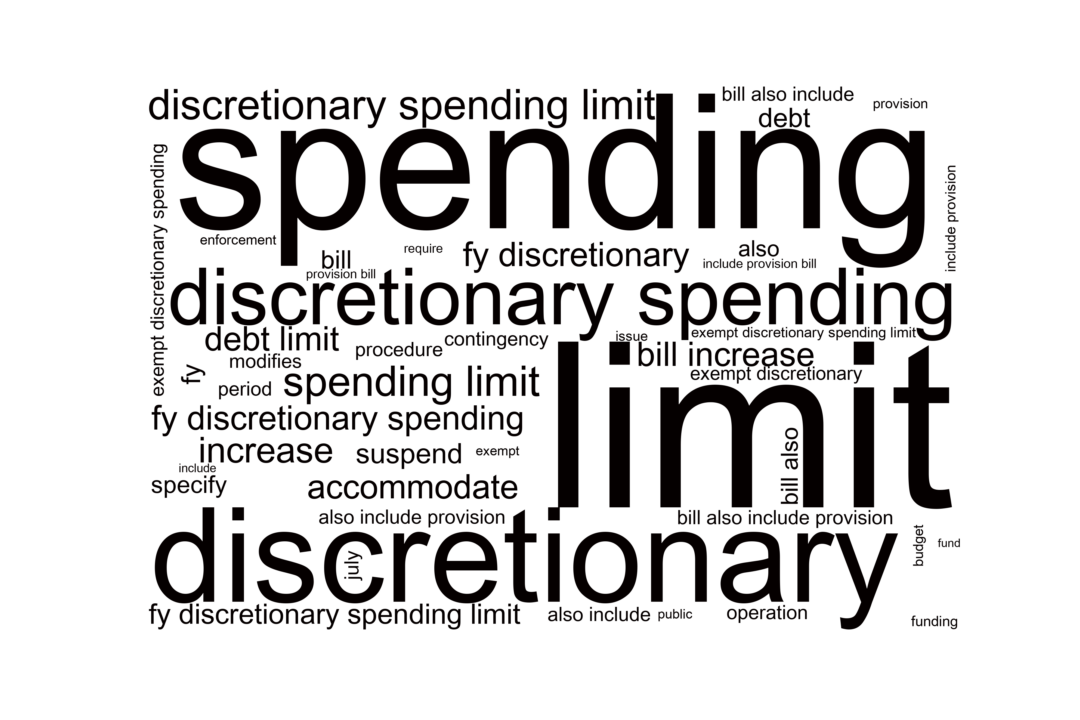 discretionary spending limit
bill also include
provision
debt
spending
exempt discretionary spending
include provision
enforcement
require
fy discretionary
also
bill
include provision bill
provision bill
discretionary spending
debt limit
contingency
issue
exempt discretionary spending limit
procedure
bill increase
modifies
exempt discretionary
fy
period
spending limit
limit
fy discretionary spending
increase
suspend
exempt
bill also
include
specify
accommodate
also include provision
bill also include provision
discretionary
july
budget
fund
fy discretionary spending limit
also include
public
operation
funding